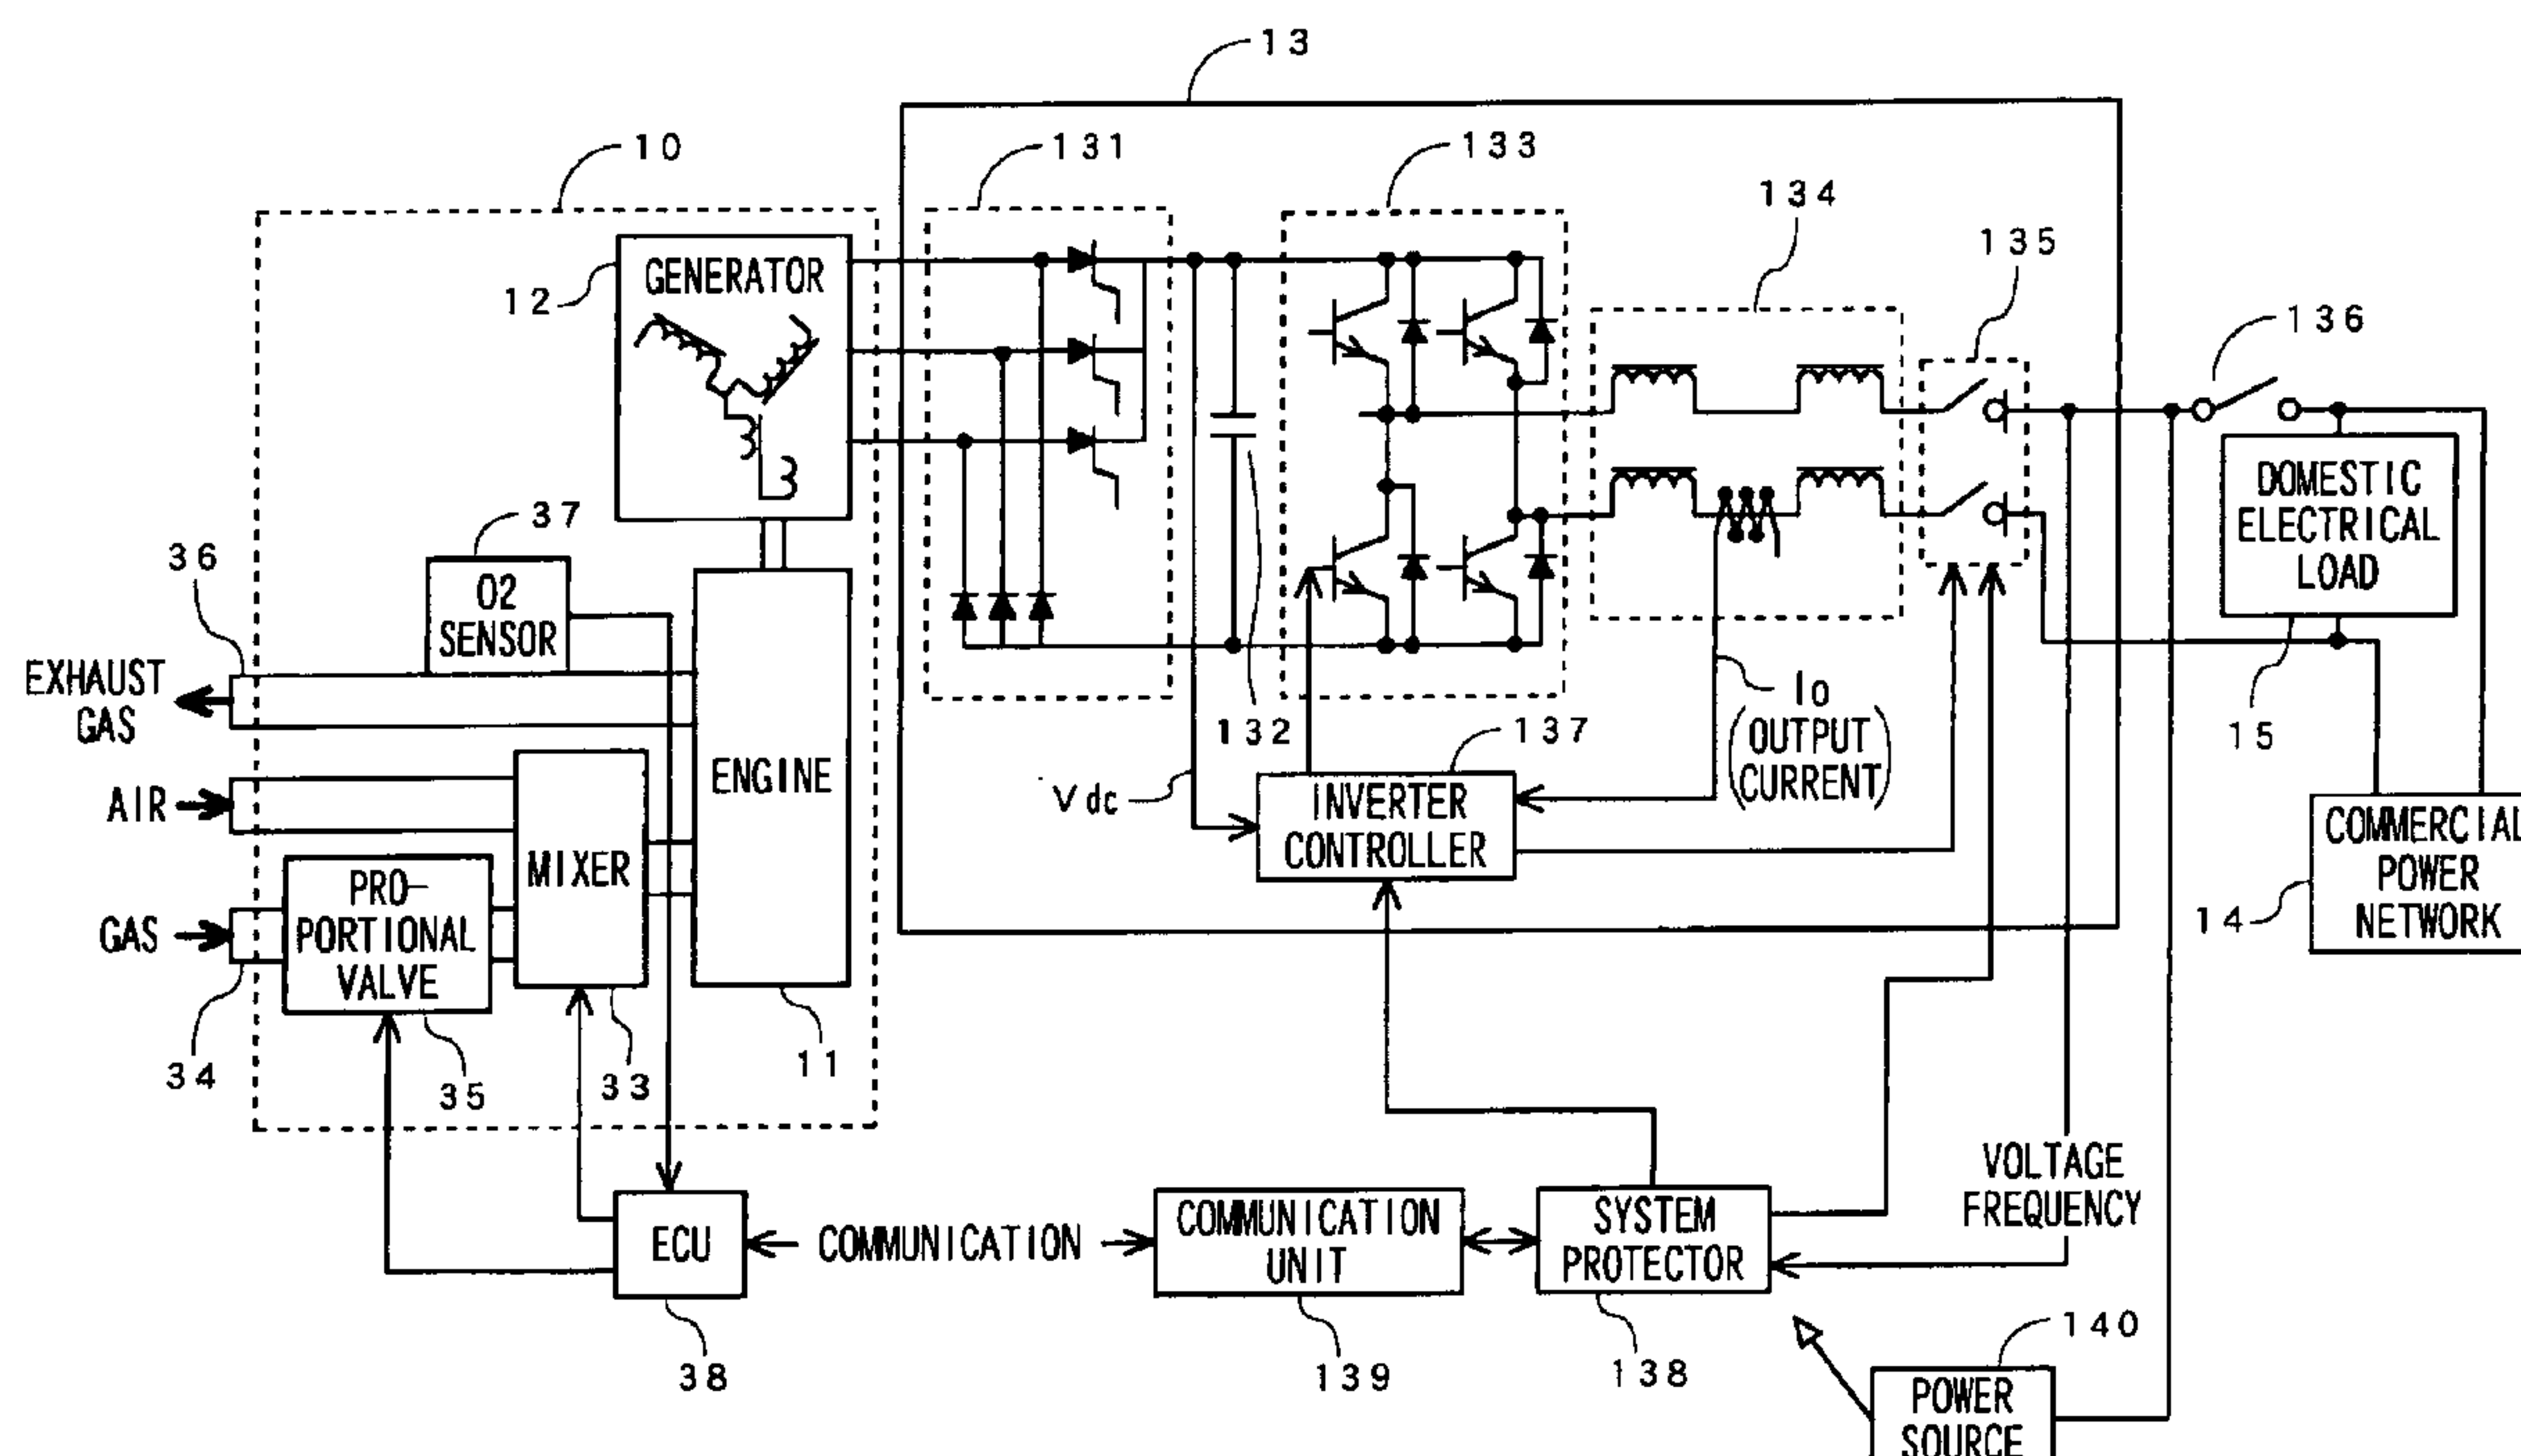 13
10
131
133
134
135
136
12
GENERATOR
37
36
O2
SENSOR
EXHAUST
GAS
AIR
GAS
34
PRO-
PORTIONAL
VALVE
35
MIXER
33
ENGINE
11
132
Vdc
137
INVERTER
CONTROLLER
Io
(OUTPUT
CURRENT)
DOMESTIC
ELECTRICAL
LOAD
15
COMMERCIAL
POWER
NETWORK
14
VOLTAGE
FREQUENCY
ECU
38
COMMUNICATION
COMMUNICATION
UNIT
139
SYSTEM
PROTECTOR
138
140
POWER
SOURCE